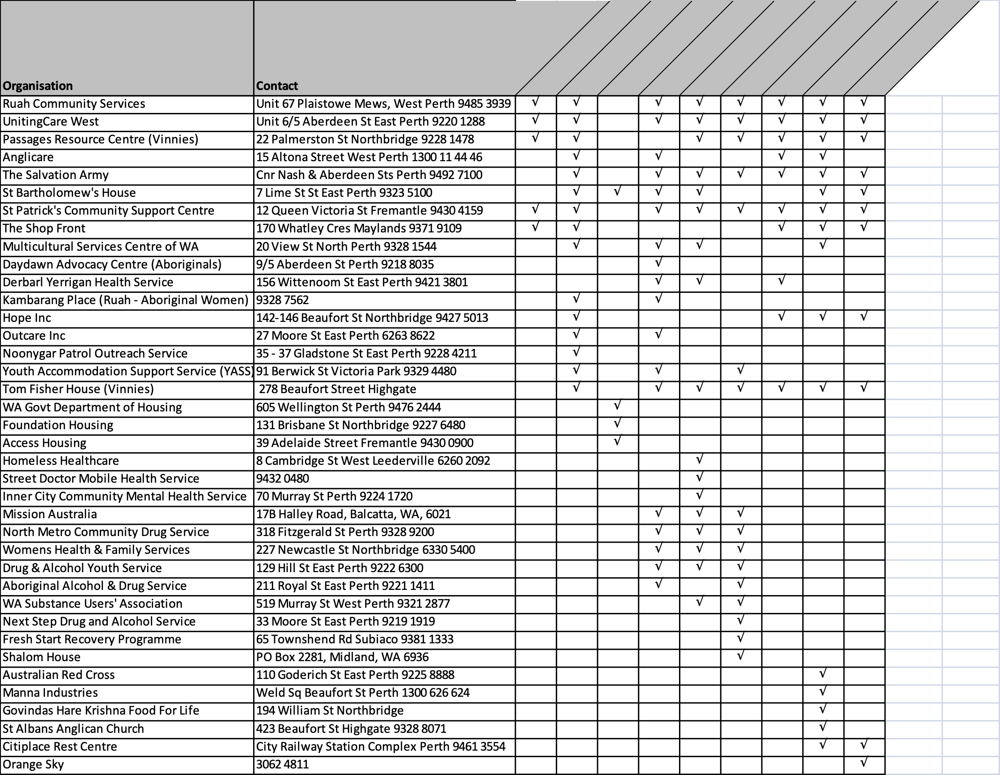 Organisation Contact
Ruah Community Services Unit 67 Plaistowe Mews, West Perth 9485 3939 √ √ √ √ √ √ √ √
UnitingCare West Unit 6/5 Aberdeen St East Perth 9220 1288 √ √ √ √ √ √ √ √
Passages Resource Centre (Vinnies) 22 Palmerston St Northbridge 9228 1478 √ √ √ √ √ √ √
Anglicare 15 Altona Street West Perth 1300 11 44 46 √ √ √ √
The Salvation Army Cnr Nash & Aberdeen Sts Perth 9492 7100 √ √ √ √ √ √ √
St Bartholomew's House 7 Lime St St East Perth 9323 5100 √ √ √ √ √ √
St Patrick's Community Support Centre 12 Queen Victoria St Fremantle 9430 4159 √ √ √ √ √ √ √ √
The Shop Front 170 Whatley Cres Maylands 9371 9109 √ √ √ √ √
Multicultural Services Centre of WA 20 View St North Perth 9328 1544 √ √ √ √
Daydawn Advocacy Centre (Aboriginals) 9/5 Aberdeen St Perth 9218 8035 √
Derbarl Yerrigan Health Service 156 Wittenoom St East Perth 9421 3801 √ √ √
Kambarang Place (Ruah - Aboriginal Women) 9328 7562 √ √
Hope Inc 142-146 Beaufort St Northbridge 9427 5013 √ √ √ √
Outcare Inc 27 Moore St East Perth 6263 8622 √ √
Noonygar Patrol Outreach Service 35 - 37 Gladstone St East Perth 9228 4211 √
Youth Accommodation Support Service (YASS) 91 Berwick St Victoria Park 9329 4480 √ √ √
Tom Fisher House (Vinnies) 278 Beaufort Street Highgate √ √ √ √ √ √ √
WA Govt Department of Housing 605 Wellington St Perth 9476 2444 √
Foundation Housing 131 Brisbane St Northbridge 9227 6480 √
Access Housing 39 Adelaide Street Fremantle 9430 0900 √
Homeless Healthcare 8 Cambridge St West Leederville 6260 2092 √
Street Doctor Mobile Health Service 9432 0480 √
Inner City Community Mental Health Service 70 Murray St Perth 9224 1720 √
Mission Australia 17B Halley Road, Balcatta, WA, 6021 √ √ √
North Metro Community Drug Service 318 Fitzgerald St Perth 9328 9200 √ √ √
Womens Health & Family Services 227 Newcastle St Northbridge 6330 5400 √ √ √
Drug & Alcohol Youth Service 129 Hill St East Perth 9222 6300 √ √ √
Aboriginal Alcohol & Drug Service 211 Royal St East Perth 9221 1411 √ √
WA Substance Users' Association 519 Murray St West Perth 9321 2877 √ √
Next Step Drug and Alcohol Service 33 Moore St East Perth 9219 1919 √
Fresh Start Recovery Programme 65 Townshend Rd Subiaco 9381 1333 √
Shalom House PO Box 2281, Midland, WA 6936 √
Australian Red Cross 110 Goderich St East Perth 9225 8888 √
Manna Industries Weld Sq Beaufort St Perth 1300 626 624 √
Govindas Hare Krishna Food For Life 194 William St Northbridge √
St Albans Anglican Church 423 Beaufort St Highgate 9328 8071 √
Citiplace Rest Centre City Railway Station Complex Perth 9461 3554 √ √
Orange Sky 3062 4811 √